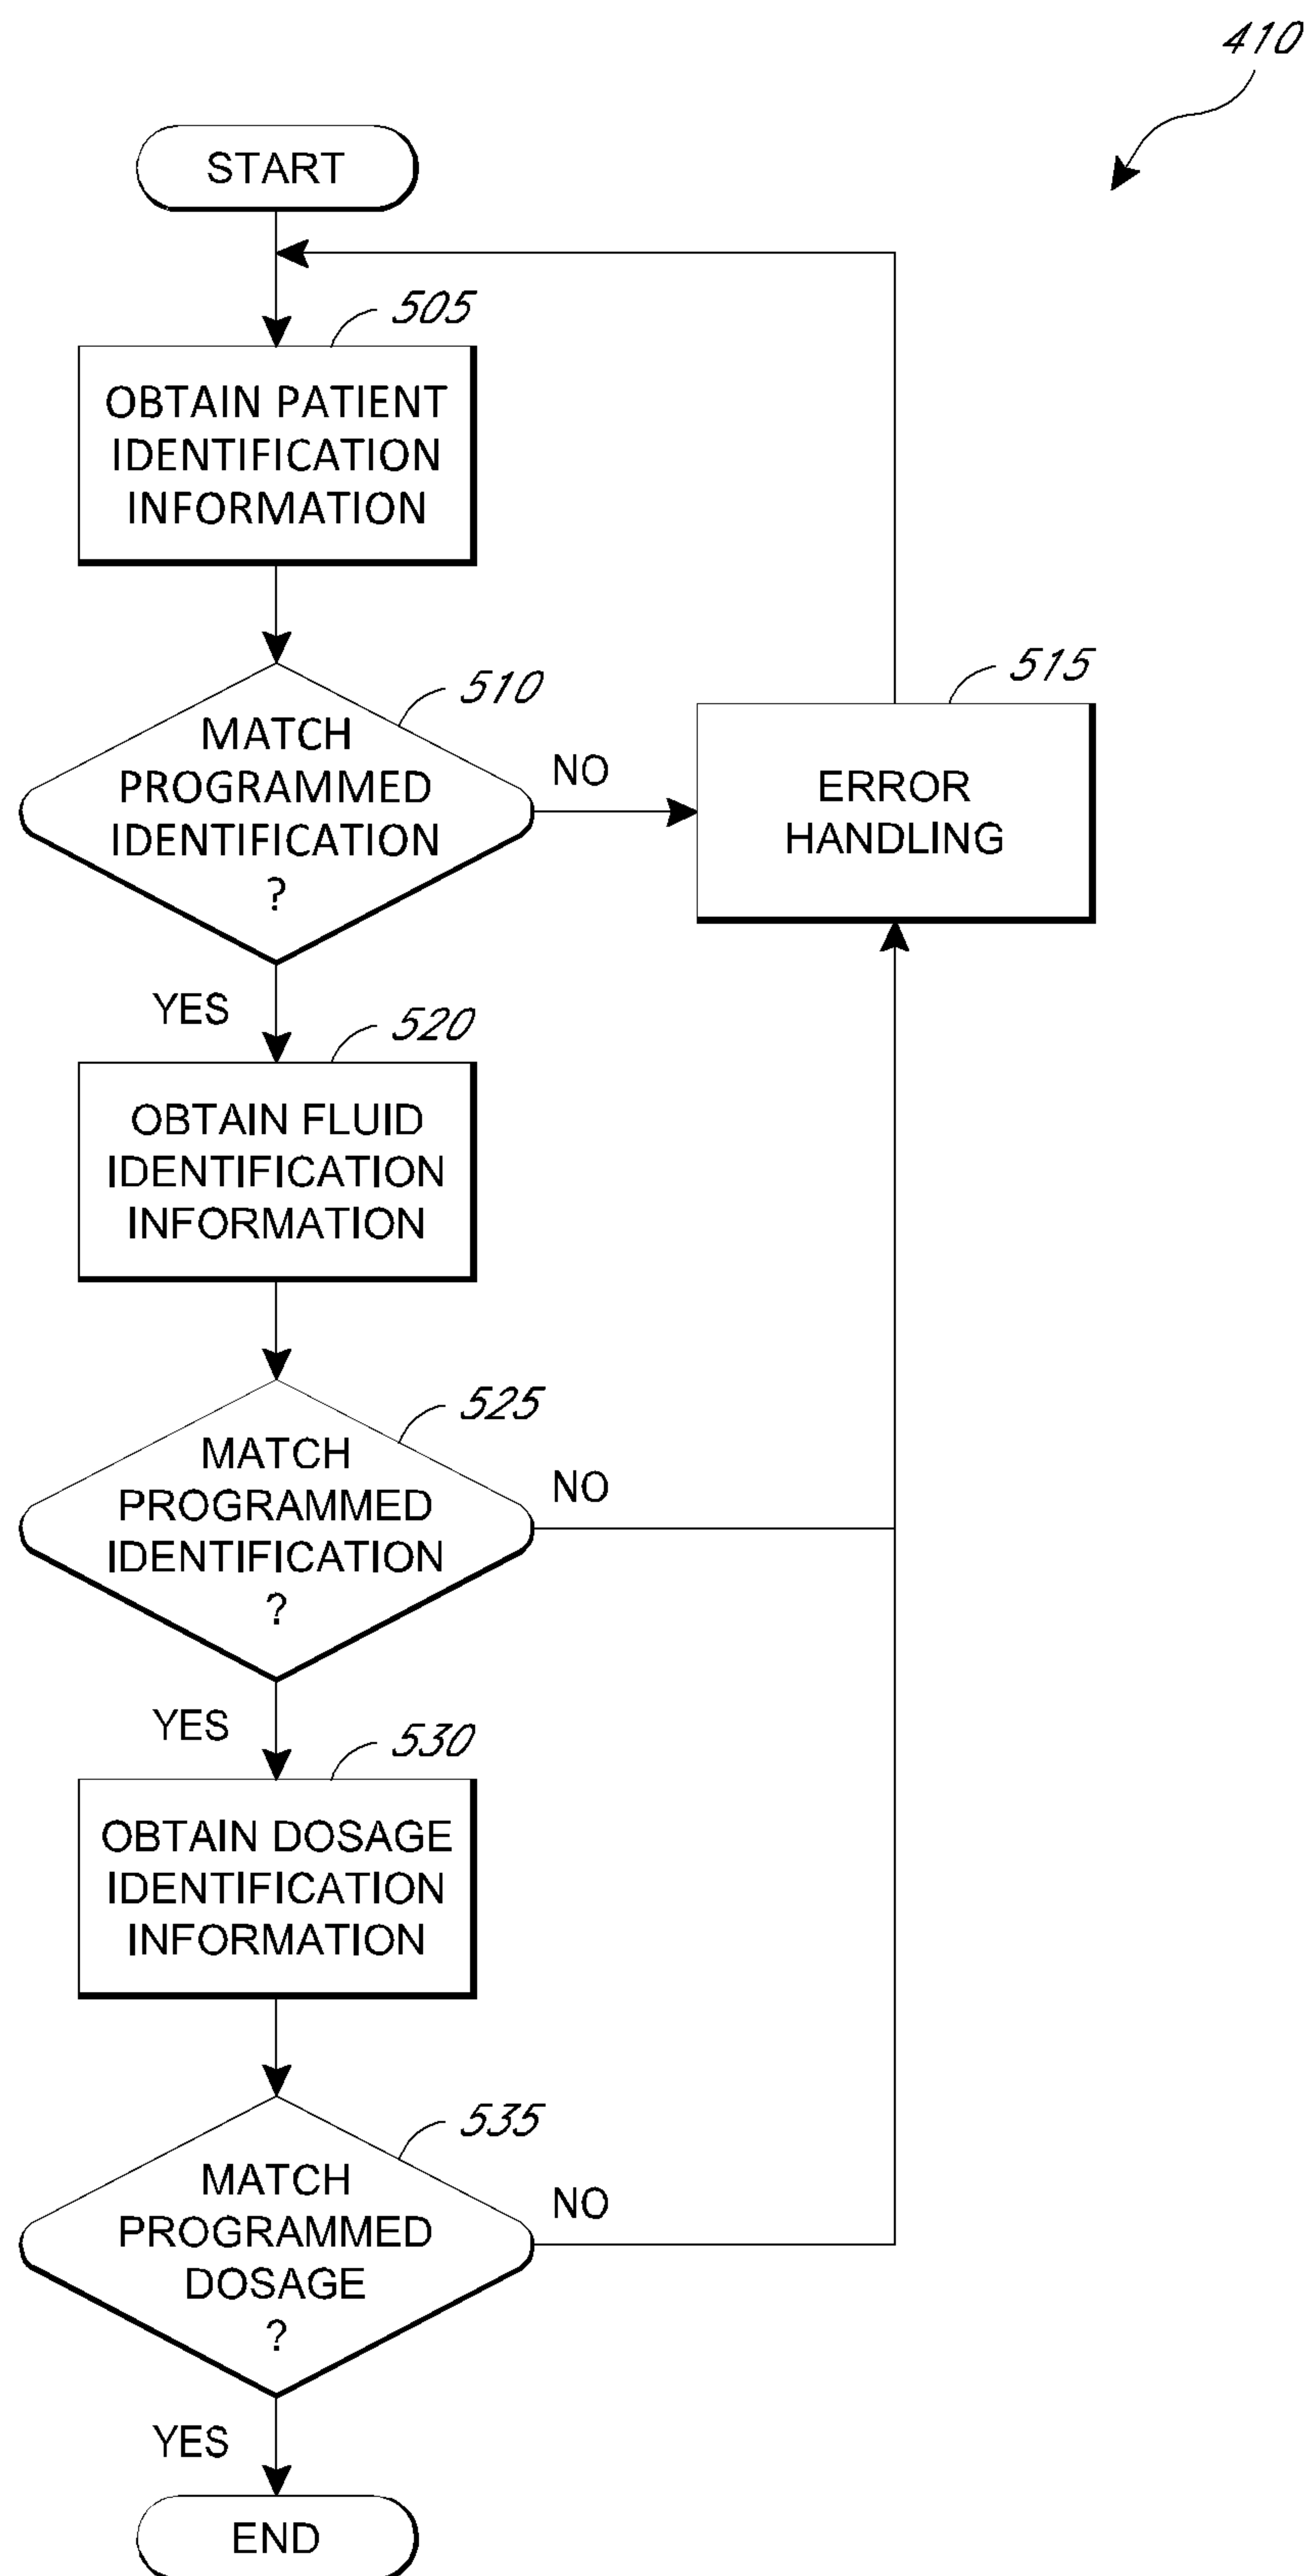 410
START
505
OBTAIN PATIENT
IDENTIFICATION
INFORMATION
510
MATCH
PROGRAMMED
IDENTIFICATION
?
NO
515
ERROR
HANDLING
YES
520
OBTAIN FLUID
IDENTIFICATION
INFORMATION
525
MATCH
PROGRAMMED
IDENTIFICATION
?
NO
YES
530
OBTAIN DOSAGE
IDENTIFICATION
INFORMATION
535
MATCH
PROGRAMMED
DOSAGE
?
NO
YES
END